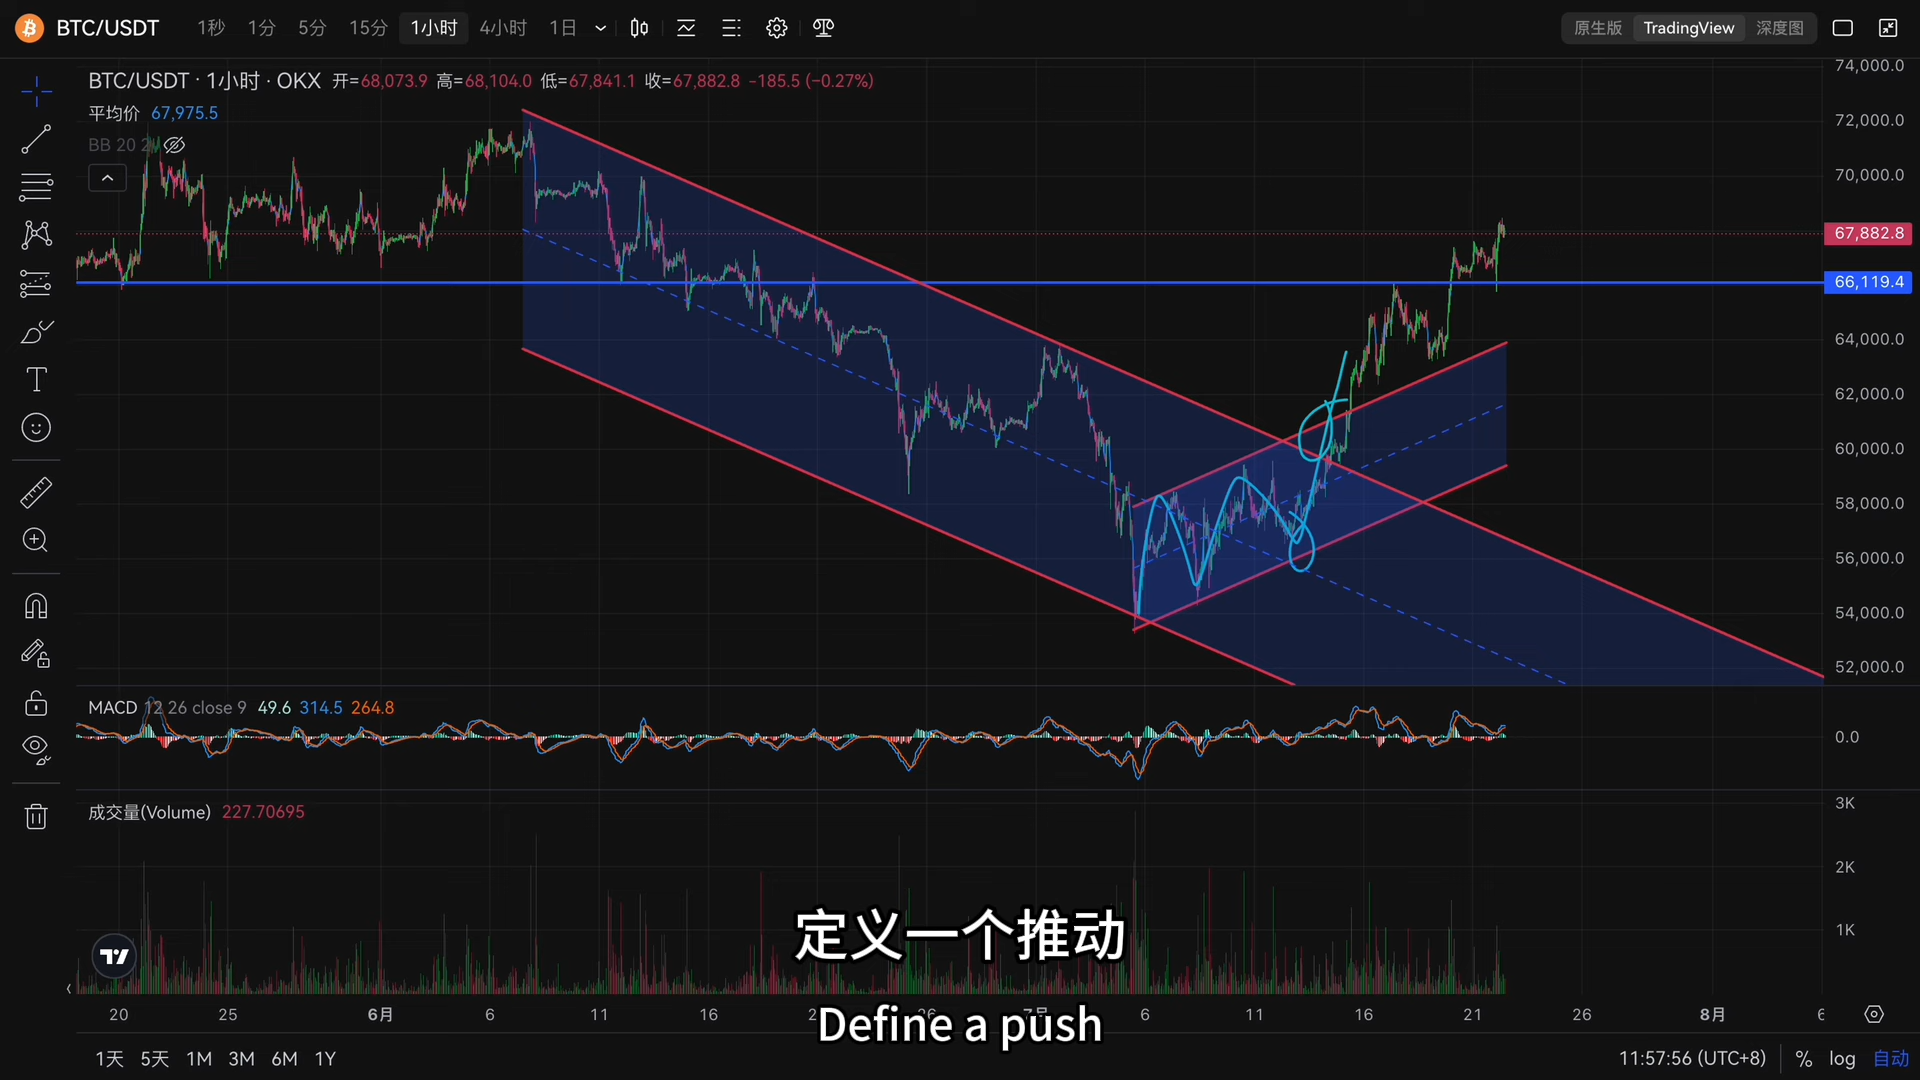 BTC/USDT 1秒 1分 5分 15分 1小时 4小时 1日 原生版 TradingView 深度图
BTC/USDT · 1小时 · OKX 开=68,073.9 高=68,104.0 低=67,841.1 收=67,882.8 −185.5 (−0.27%)
平均价 67,975.5
BB 20 2
74,000.0
72,000.0
70,000.0
67,882.8
66,119.4
64,000.0
62,000.0
60,000.0
58,000.0
56,000.0
54,000.0
52,000.0
MACD 12 26 close 9 49.6 314.5 264.8
0.0
成交量(Volume) 227.70695
3K
2K
1K
定义一个推动
20 25 6月 6 11 16 6 11 16 21 26 8月 6
Define a push
1天 5天 1M 3M 6M 1Y 11:57:56 (UTC+8) % log 自动